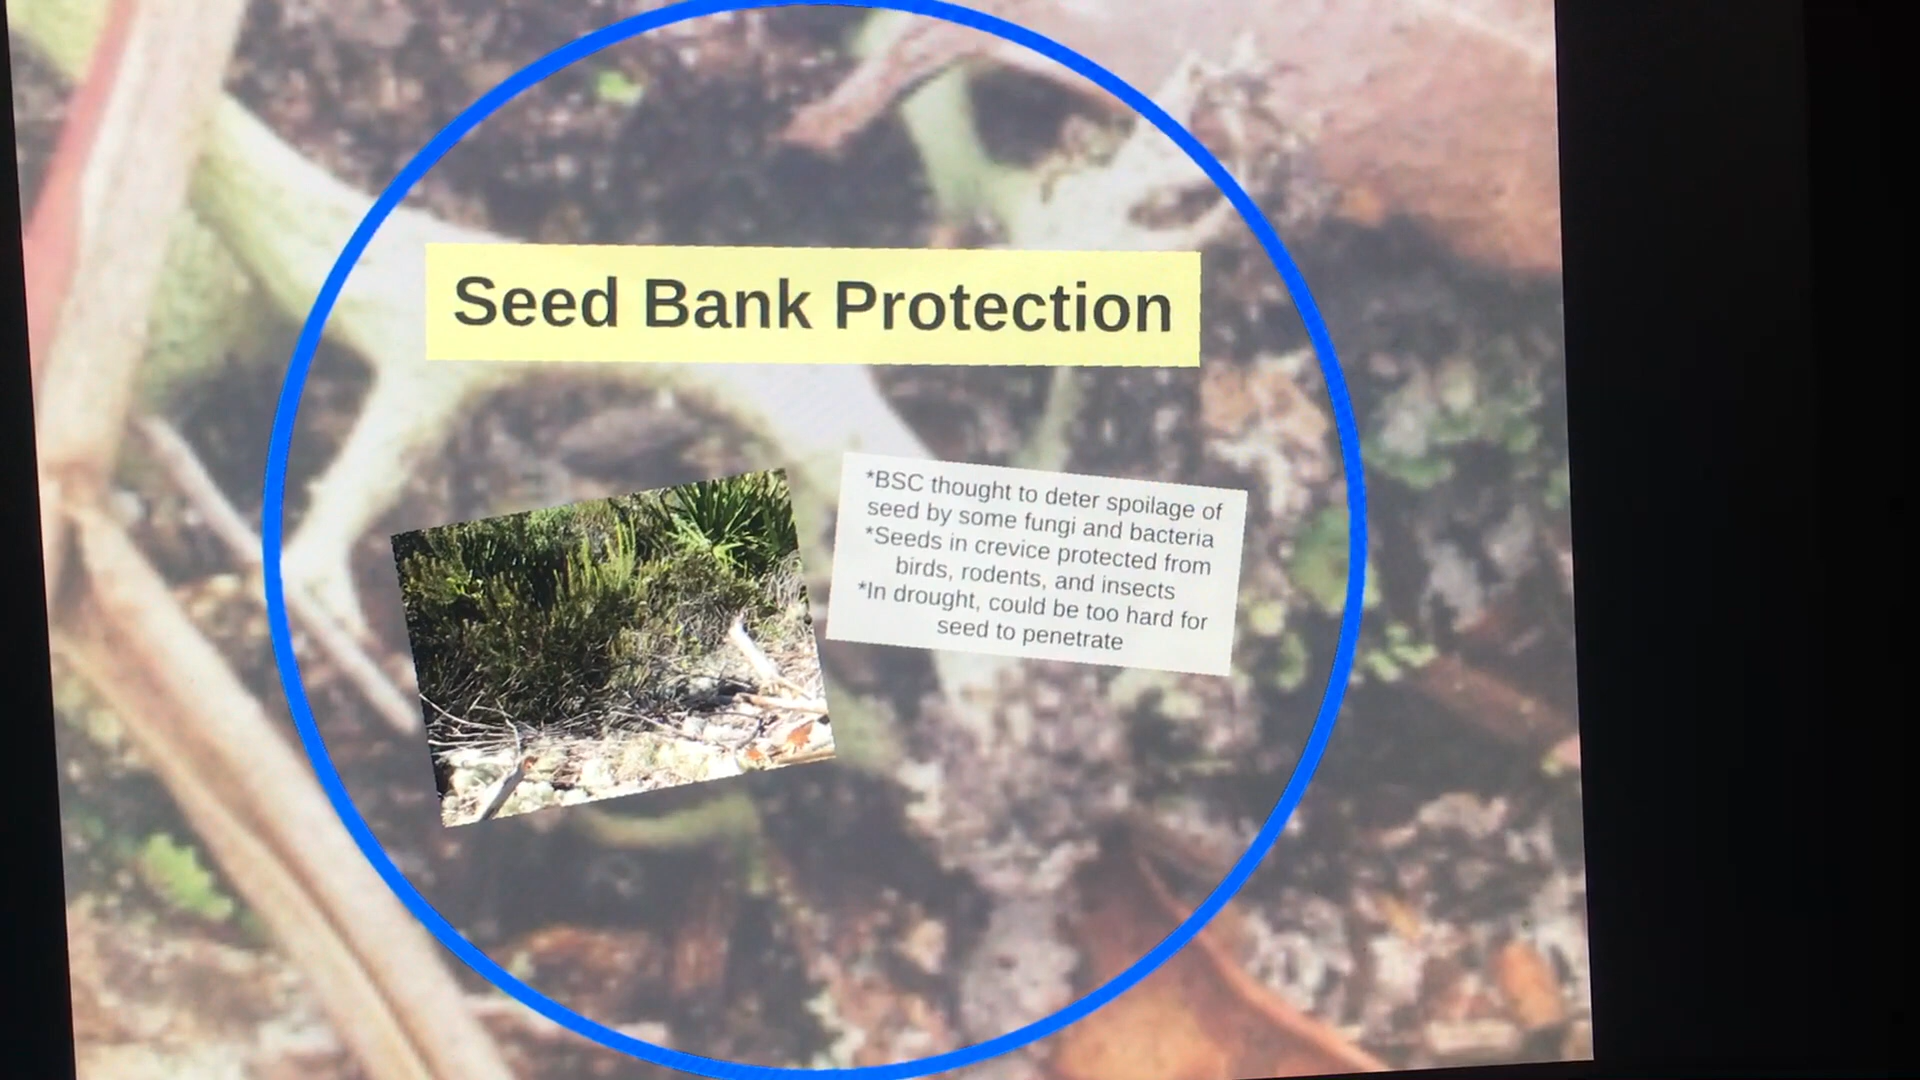 Seed Bank Protection
*BSC thought to deter spoilage of
seed by some fungi and bacteria
*Seeds in crevice protected from
birds, rodents, and insects
*In drought, could be too hard for
seed to penetrate